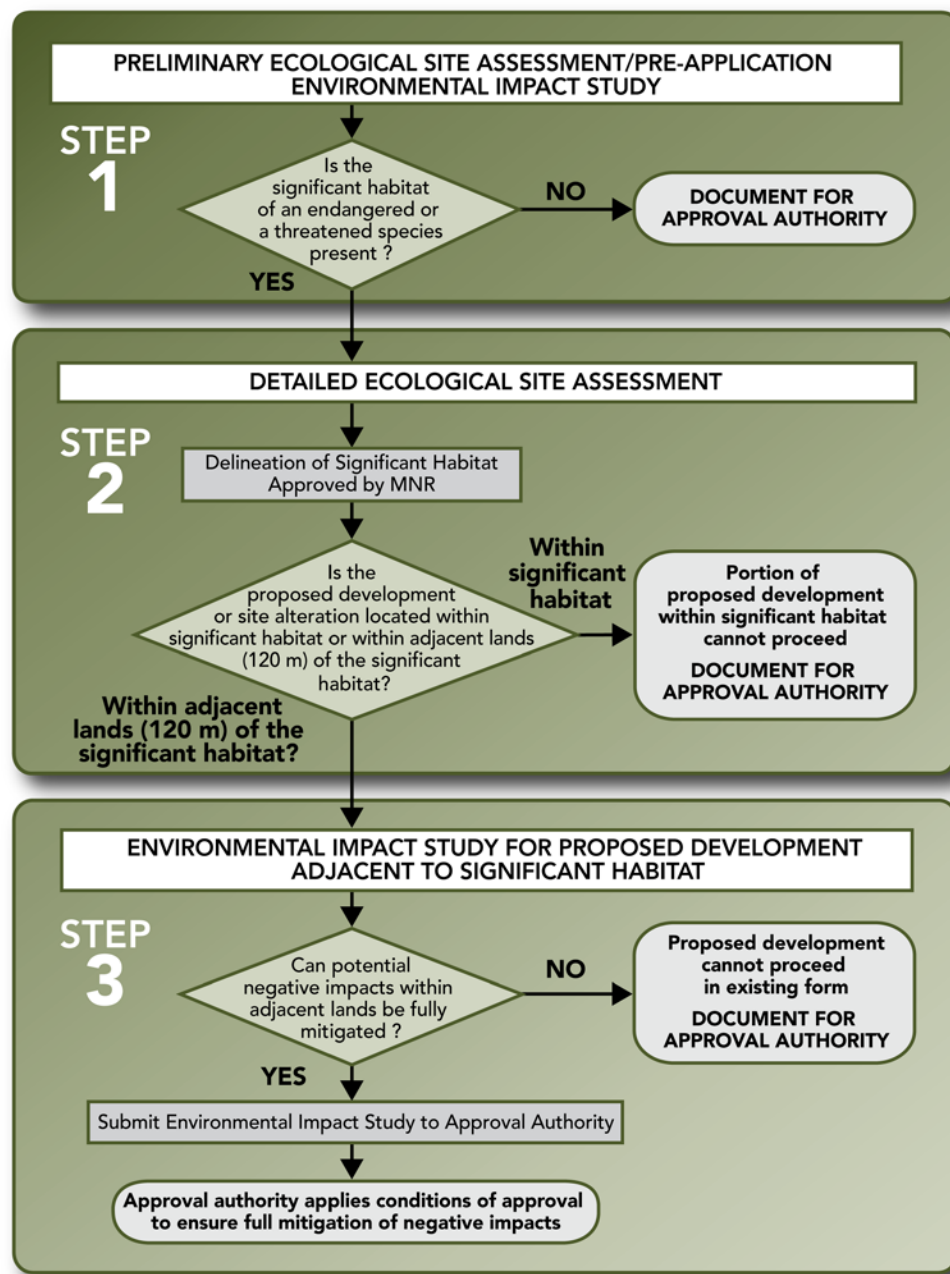 PRELIMINARY ECOLOGICAL SITE ASSESSMENT/PRE-APPLICATION
ENVIRONMENTAL IMPACT STUDY
STEP
1
Is the
significant habitat
of an endangered or
a threatened species
present ?
NO
DOCUMENT FOR
APPROVAL AUTHORITY
YES
DETAILED ECOLOGICAL SITE ASSESSMENT
STEP
2
Delineation of Significant Habitat
Approved by MNR
Is the
proposed development
or site alteration located within
significant habitat or within adjacent lands
(120 m) of the significant
habitat?
Within
significant
habitat
Portion of
proposed development
within significant habitat
cannot proceed
DOCUMENT FOR
APPROVAL AUTHORITY
Within adjacent
lands (120 m) of the
significant habitat?
ENVIRONMENTAL IMPACT STUDY FOR PROPOSED DEVELOPMENT
ADJACENT TO SIGNIFICANT HABITAT
STEP
3
Can potential
negative impacts within
adjacent lands be fully
mitigated ?
NO
Proposed development
cannot proceed
in existing form
DOCUMENT FOR
APPROVAL AUTHORITY
YES
Submit Environmental Impact Study to Approval Authority
Approval authority applies conditions of approval
to ensure full mitigation of negative impacts